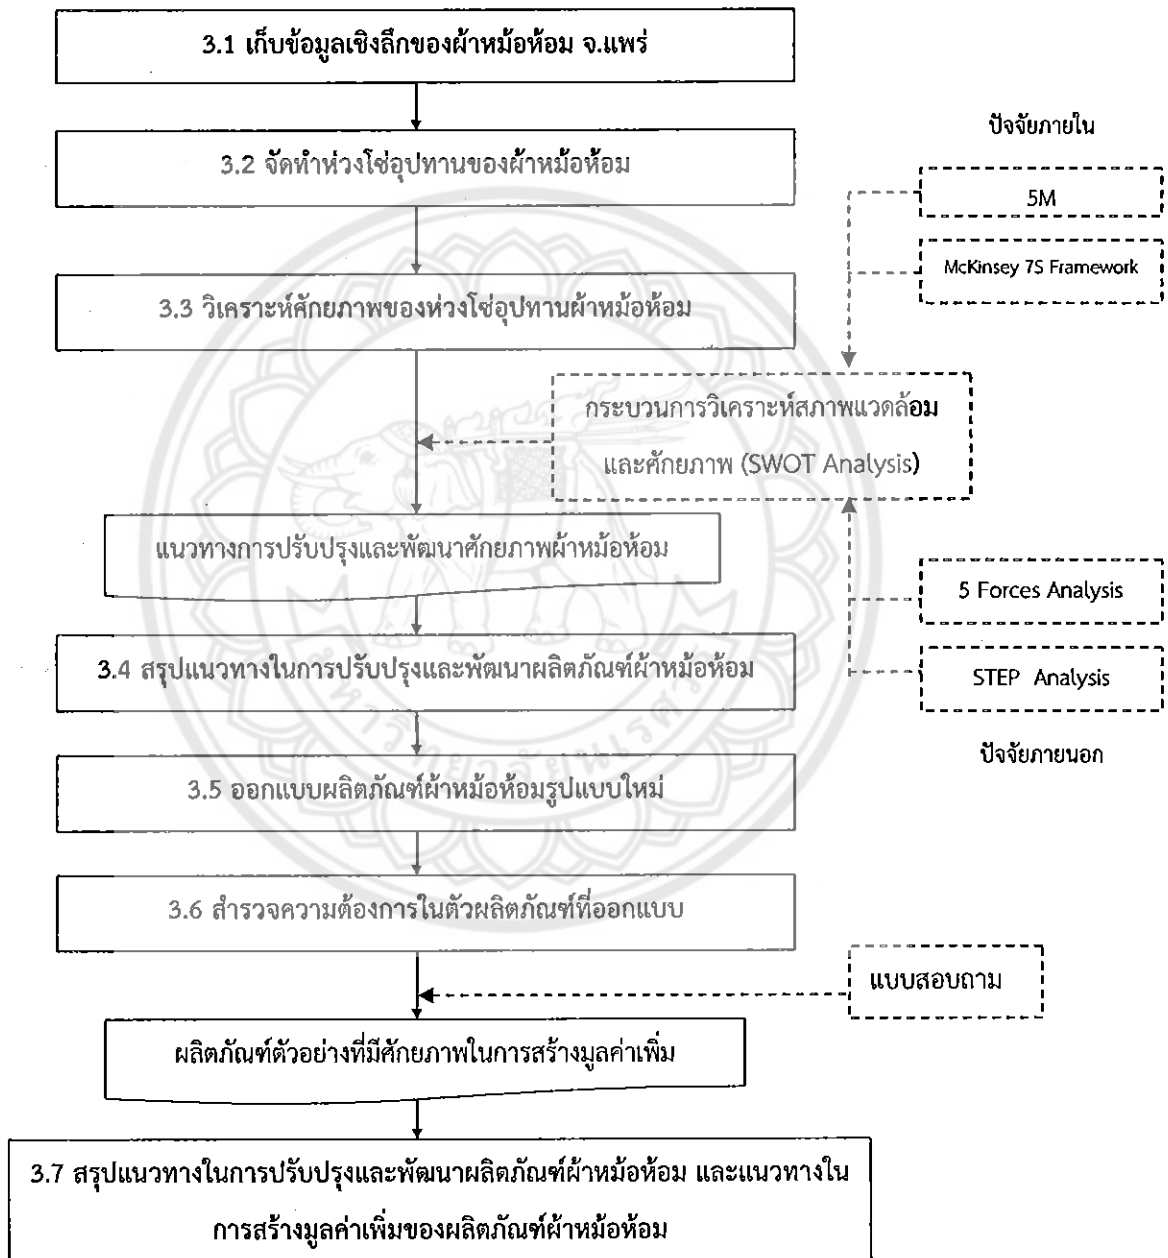 3.1 เก็บข้อมูลเชิงลึกของผ้าหม้อห้อม จ.แพร่
3.2 จัดทำห่วงโซ่อุปทานของผ้าหม้อห้อม
ปัจจัยภายใน
5M
McKinsey 7S Framework
3.3 วิเคราะห์ศักยภาพของห่วงโซ่อุปทานผ้าหม้อห้อม
กระบวนการวิเคราะห์สภาพแวดล้อม
และศักยภาพ (SWOT Analysis)
แนวทางการปรับปรุงและพัฒนาศักยภาพผ้าหม้อห้อม
5 Forces Analysis
3.4 สรุปแนวทางในการปรับปรุงและพัฒนาผลิตภัณฑ์ผ้าหม้อห้อม
STEP Analysis
ปัจจัยภายนอก
มหาวิทยาลัยนเรศวร
3.5 ออกแบบผลิตภัณฑ์ผ้าหม้อห้อมรูปแบบใหม่
3.6 สำรวจความต้องการในตัวผลิตภัณฑ์ที่ออกแบบ
แบบสอบถาม
ผลิตภัณฑ์ตัวอย่างที่มีศักยภาพในการสร้างมูลค่าเพิ่ม
3.7 สรุปแนวทางในการปรับปรุงและพัฒนาผลิตภัณฑ์ผ้าหม้อห้อม และแนวทางใน
การสร้างมูลค่าเพิ่มของผลิตภัณฑ์ผ้าหม้อห้อม